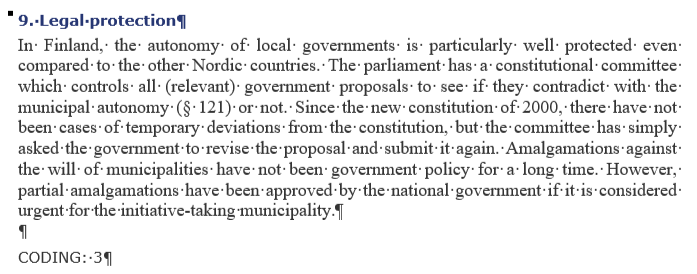 9. Legal protection¶
In Finland, the autonomy of local governments is particularly well protected even
compared to the other Nordic countries. The parliament has a constitutional committee
which controls all (relevant) government proposals to see if they contradict with the
municipal autonomy (§ 121) or not. Since the new constitution of 2000, there have not
been cases of temporary deviations from the constitution, but the committee has simply
asked the government to revise the proposal and submit it again. Amalgamations against
the will of municipalities have not been government policy for a long time. However,
partial amalgamations have been approved by the national government if it is considered
urgent for the initiative-taking municipality.¶
¶
CODING: 3¶